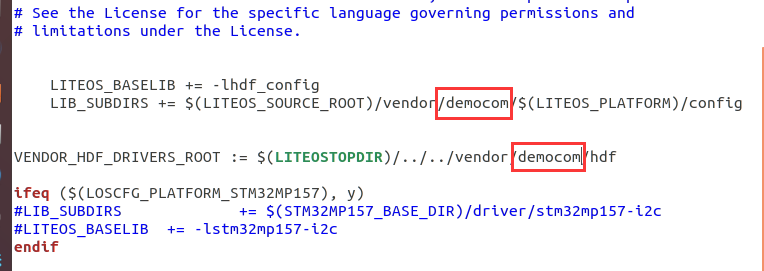 # See the License for the specific language governing permissions and
# limitations under the License.
LITEOS_BASELIB += -lhdf_config
LIB_SUBDIRS += $(LITEOS_SOURCE_ROOT)/vendor/democom/$(LITEOS_PLATFORM)/config
VENDOR_HDF_DRIVERS_ROOT := $(LITEOSTOPDIR)/../../vendor/democom/hdf
ifeq ($(LOSCFG_PLATFORM_STM32MP157), y)
#LIB_SUBDIRS += $(STM32MP157_BASE_DIR)/driver/stm32mp157-i2c
#LITEOS_BASELIB += -lstm32mp157-i2c
endif